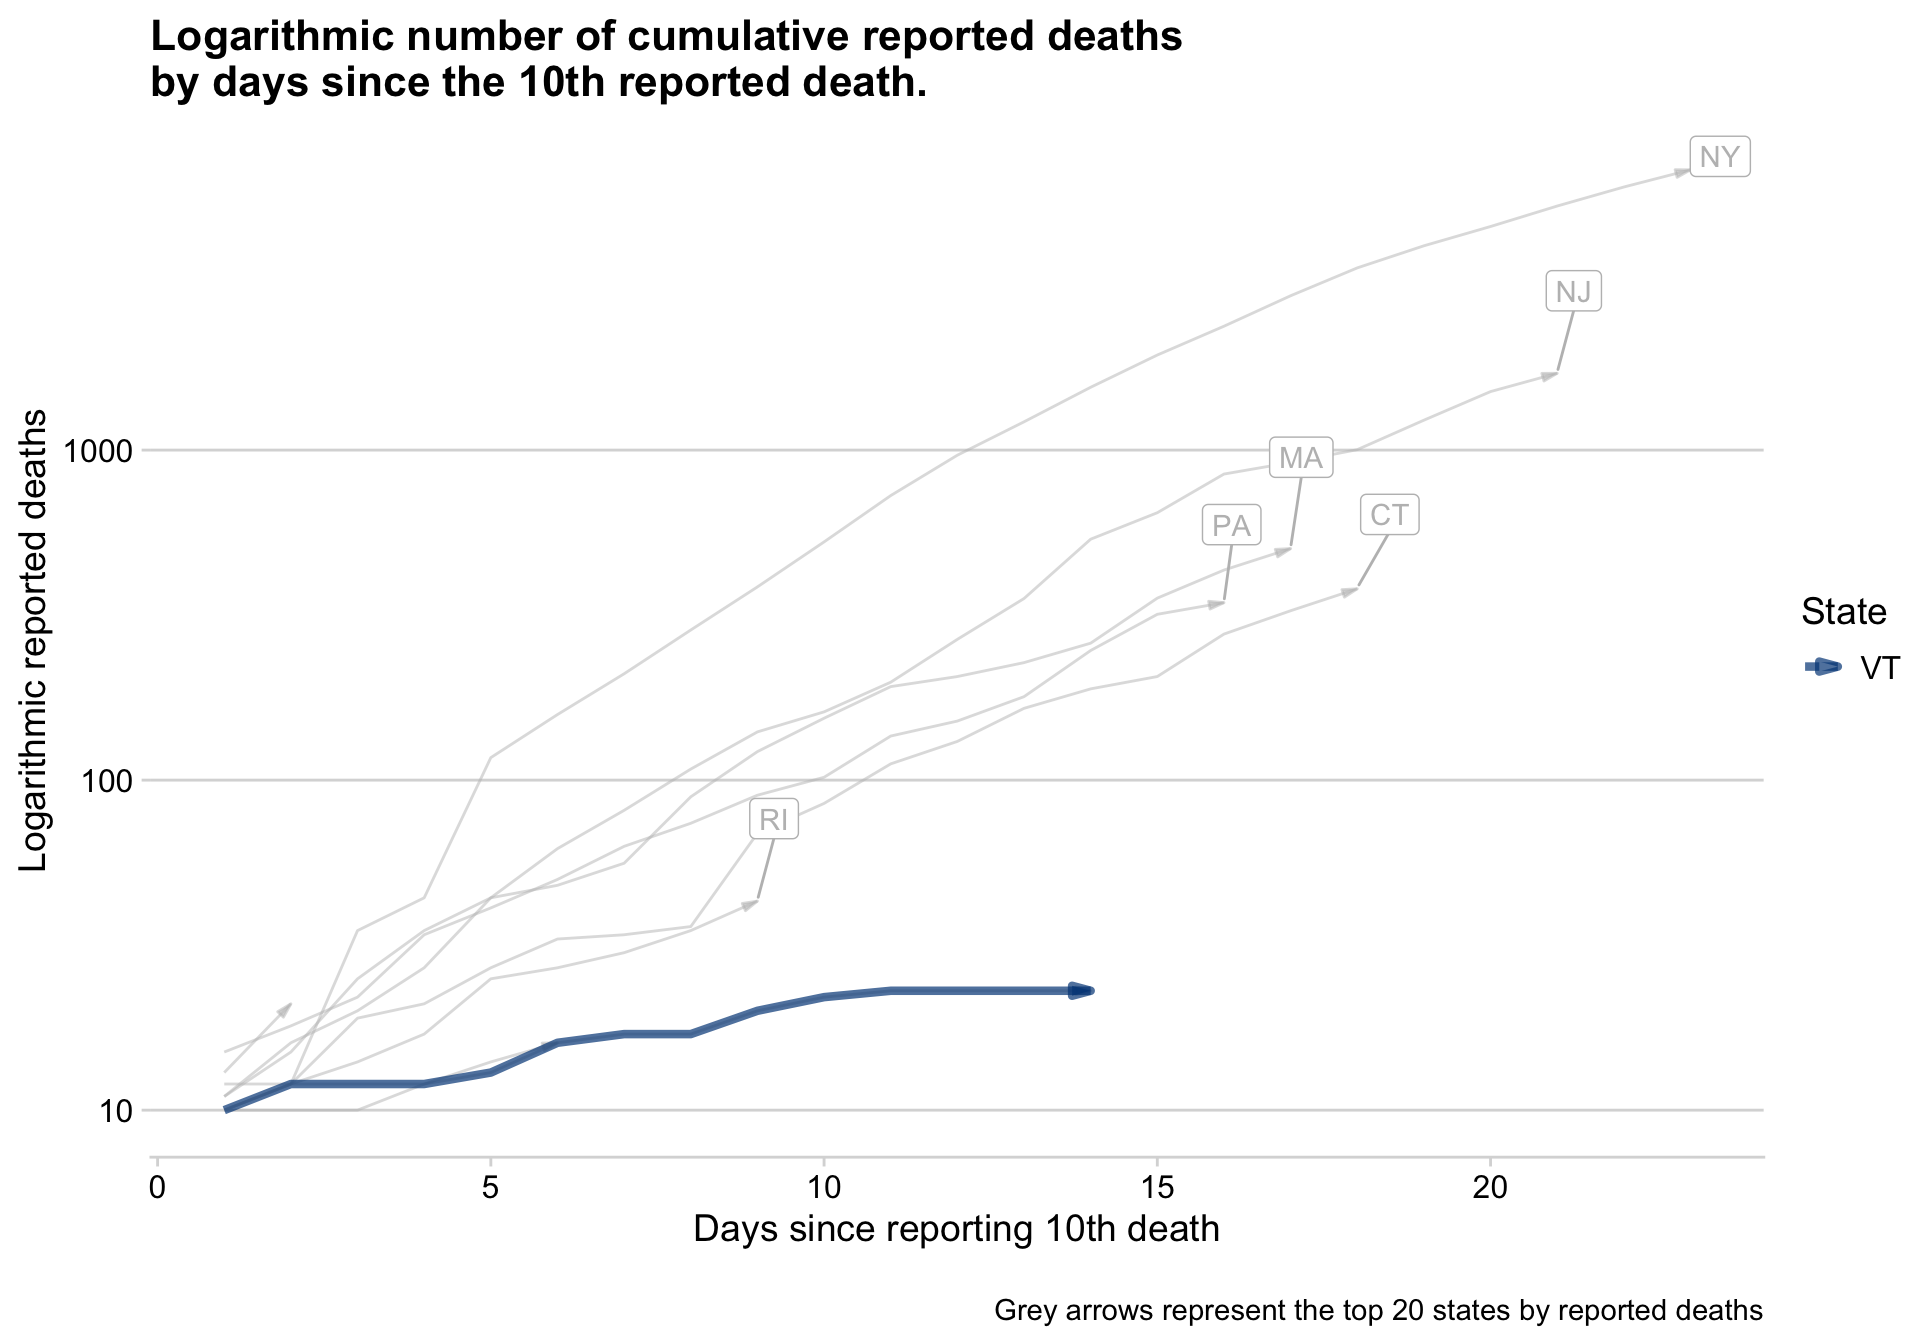 Logarithmic number of cumulative reported deaths
by days since the 10th reported death.
NY
NJ
MA
CT
PA
RI
Logarithmic reported deaths
1000
100
10
0 5 10 15 20
Days since reporting 10th death
State
VT
Grey arrows represent the top 20 states by reported deaths